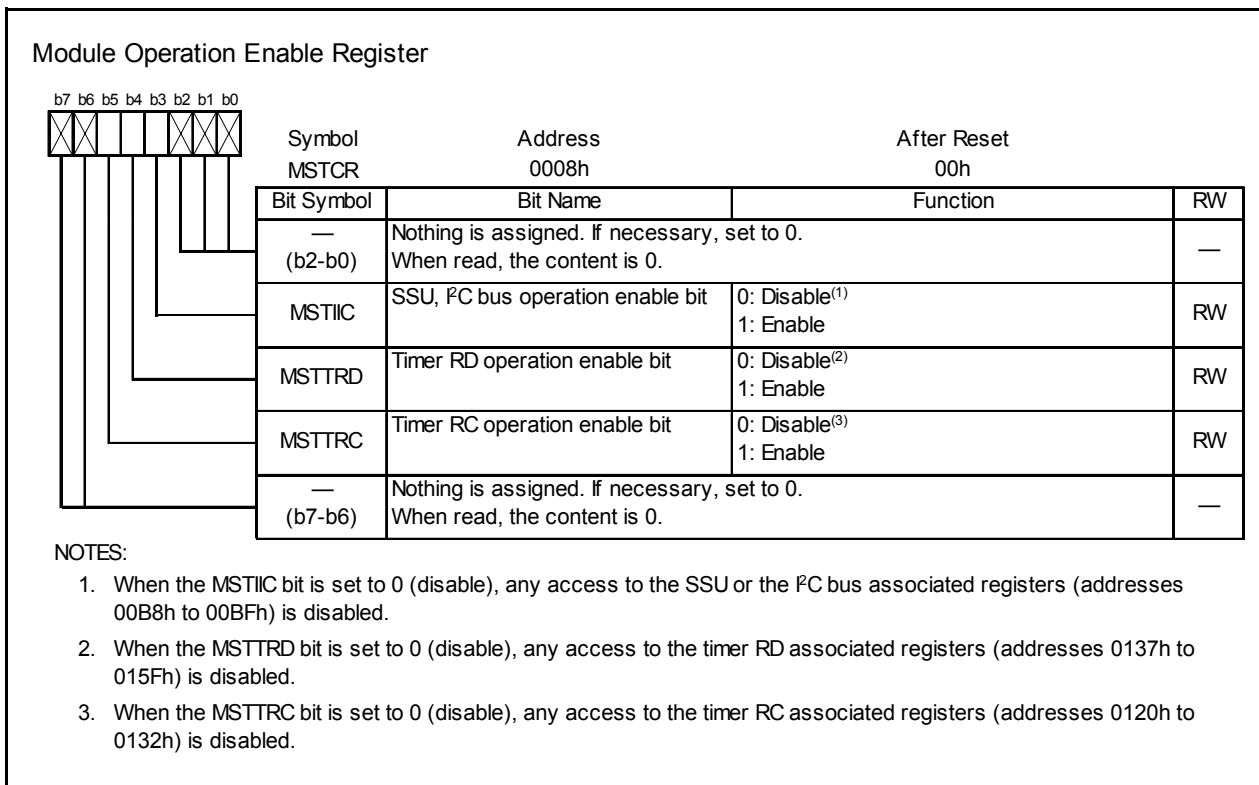 Module Operation Enable Register
b7 b6 b5 b4 b3 b2 b1 b0
Symbol Address After Reset
MSTCR 0008h 00h
Bit Symbol Bit Name Function RW
— (b2-b0) Nothing is assigned. If necessary, set to 0. —
When read, the content is 0.
MSTIIC SSU, I²C bus operation enable bit 0: Disable(1) RW
1: Enable
MSTTRD Timer RD operation enable bit 0: Disable(2) RW
1: Enable
MSTTRC Timer RC operation enable bit 0: Disable(3) RW
1: Enable
— (b7-b6) Nothing is assigned. If necessary, set to 0. —
When read, the content is 0.
NOTES:
1. When the MSTIIC bit is set to 0 (disable), any access to the SSU or the I²C bus associated registers (addresses
00B8h to 00BFh) is disabled.
2. When the MSTTRD bit is set to 0 (disable), any access to the timer RD associated registers (addresses 0137h to
015Fh) is disabled.
3. When the MSTTRC bit is set to 0 (disable), any access to the timer RC associated registers (addresses 0120h to
0132h) is disabled.